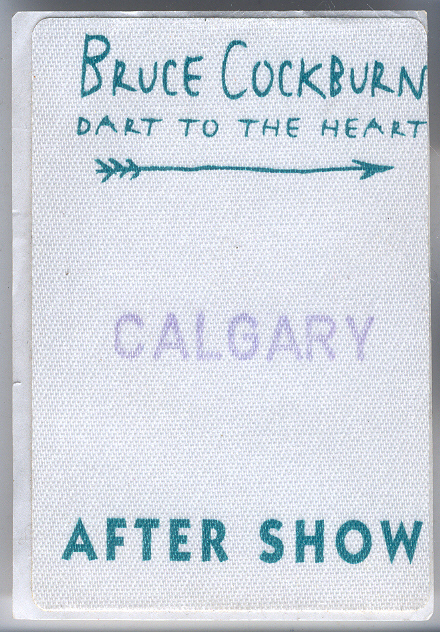 BRUCE COCKBURN
DART TO THE HEART
CALGARY
AFTER SHOW